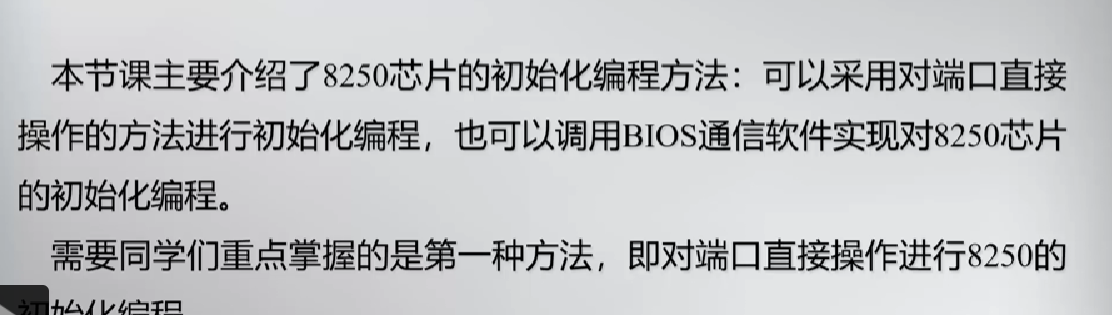 本节课主要介绍了8250芯片的初始化编程方法：可以采用对端口直接
操作的方法进行初始化编程，也可以调用BIOS通信软件实现对8250芯片
的初始化编程。
需要同学们重点掌握的是第一种方法，即对端口直接操作进行8250的
初始化编程